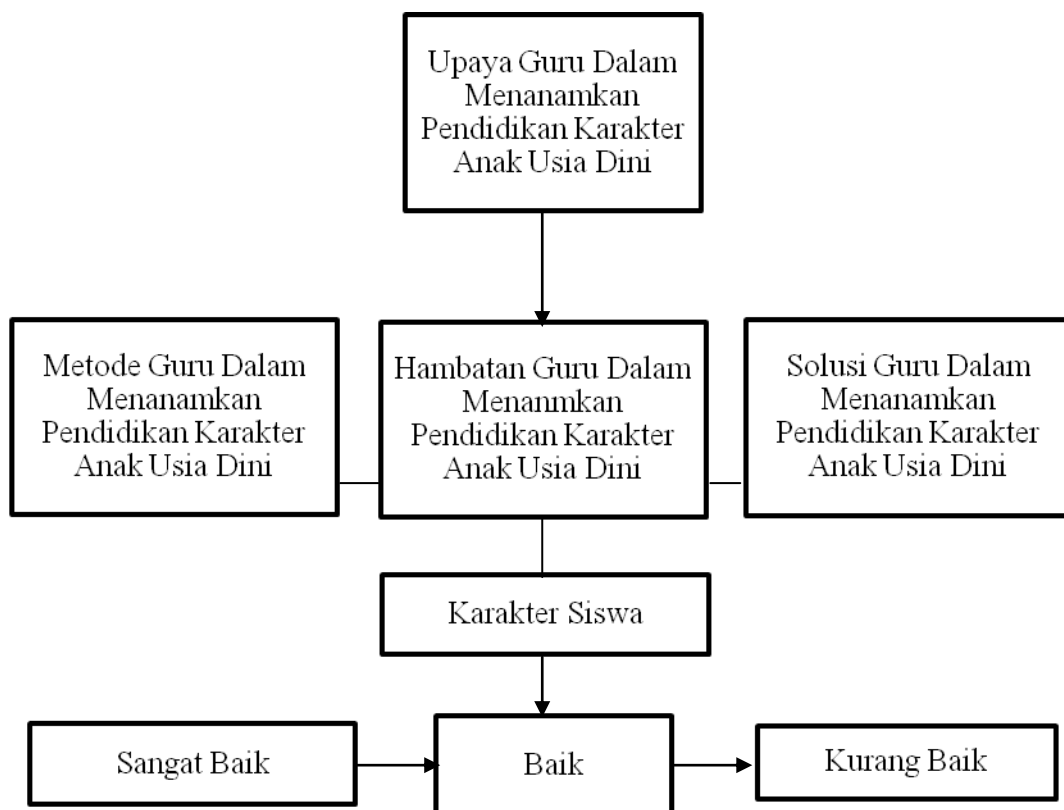 Upaya Guru Dalam
Menanamkan
Pendidikan Karakter
Anak Usia Dini
Metode Guru Dalam
Menanamkan
Pendidikan Karakter
Anak Usia Dini
Hambatan Guru Dalam
Menanmkan
Pendidikan Karakter
Anak Usia Dini
Solusi Guru Dalam
Menanamkan
Pendidikan Karakter
Anak Usia Dini
Karakter Siswa
Sangat Baik
Baik
Kurang Baik